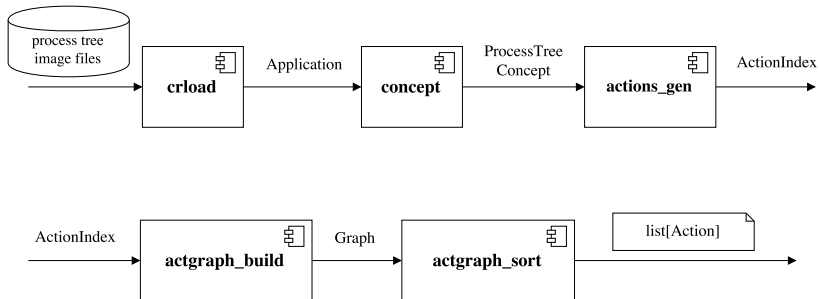 process tree
image files
crload
Application
concept
ProcessTree
Concept
actions_gen
ActionIndex
ActionIndex
actgraph_build
Graph
actgraph_sort
list[Action]